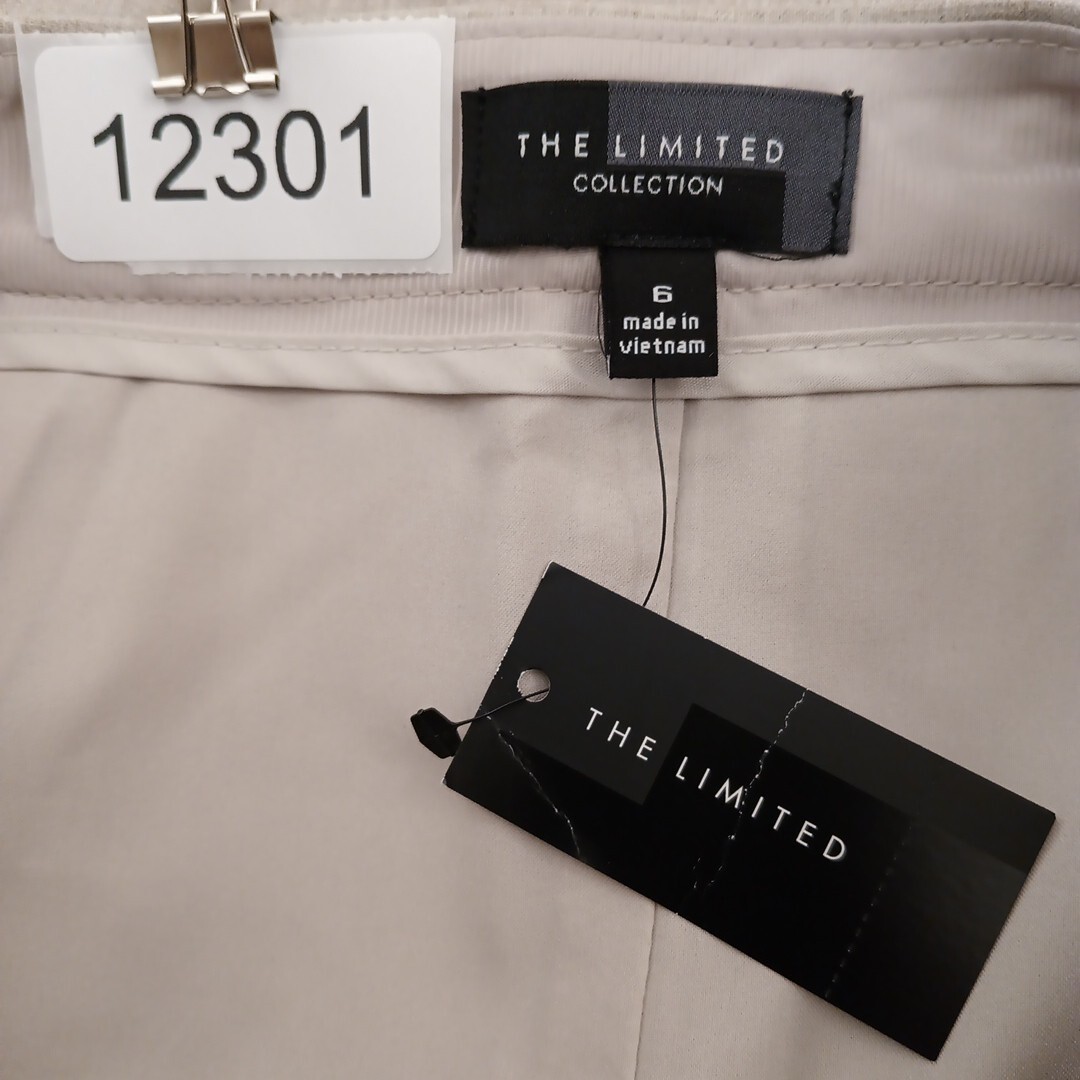 12301
THE LIMITED
COLLECTION
6
made in
vietnam
THE LIMITED